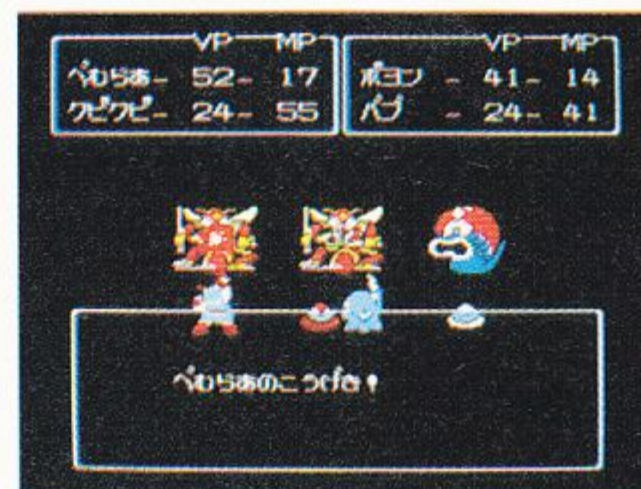 VP MP
べむらあ- 52- 17
クピクピ- 24- 55
VP MP
ポヨン - 41- 14
パブ - 24- 41
べむらあのこうげき!